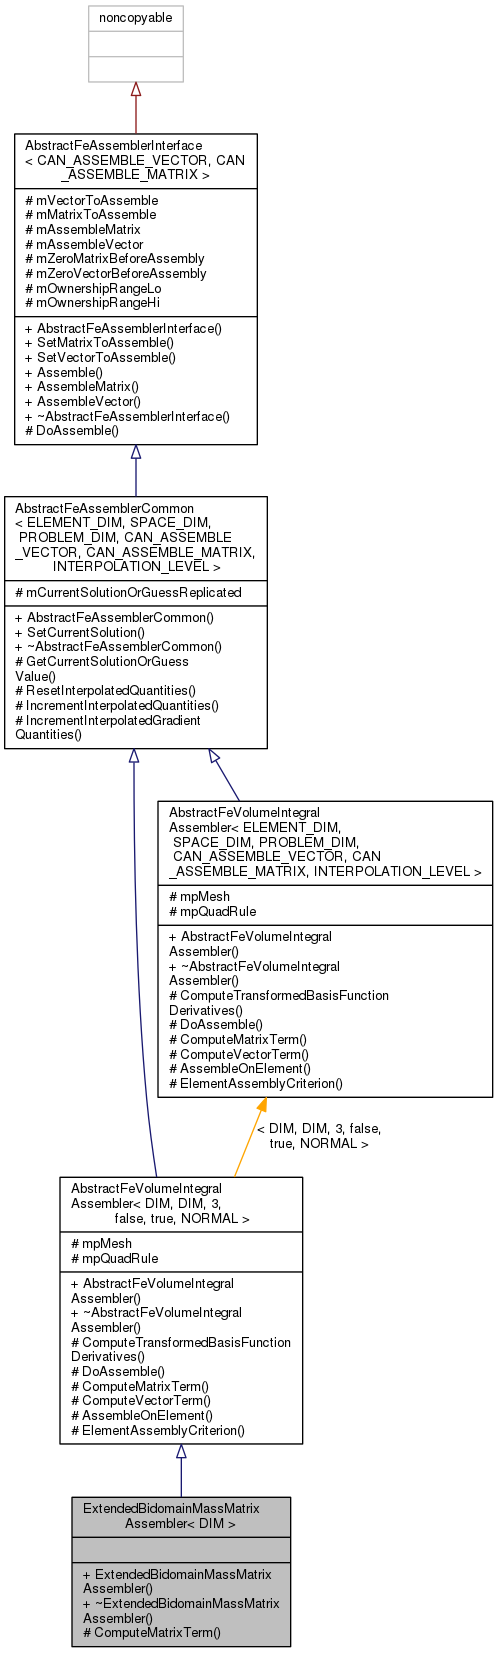 noncopyable
AbstractFeAssemblerInterface
< CAN_ASSEMBLE_VECTOR, CAN
_ASSEMBLE_MATRIX >
# mVectorToAssemble
# mMatrixToAssemble
# mAssembleMatrix
# mAssembleVector
# mZeroMatrixBeforeAssembly
# mZeroVectorBeforeAssembly
# mOwnershipRangeLo
# mOwnershipRangeHi
+ AbstractFeAssemblerInterface()
+ SetMatrixToAssemble()
+ SetVectorToAssemble()
+ Assemble()
+ AssembleMatrix()
+ AssembleVector()
+ ~AbstractFeAssemblerInterface()
# DoAssemble()
AbstractFeAssemblerCommon
< ELEMENT_DIM, SPACE_DIM,
PROBLEM_DIM, CAN_ASSEMBLE
_VECTOR, CAN_ASSEMBLE_MATRIX,
INTERPOLATION_LEVEL >
# mCurrentSolutionOrGuessReplicated
+ AbstractFeAssemblerCommon()
+ SetCurrentSolution()
+ ~AbstractFeAssemblerCommon()
# GetCurrentSolutionOrGuess
Value()
# ResetInterpolatedQuantities()
# IncrementInterpolatedQuantities()
# IncrementInterpolatedGradient
Quantities()
AbstractFeVolumeIntegral
Assembler< ELEMENT_DIM,
SPACE_DIM, PROBLEM_DIM,
CAN_ASSEMBLE_VECTOR, CAN
_ASSEMBLE_MATRIX, INTERPOLATION_LEVEL >
# mpMesh
# mpQuadRule
+ AbstractFeVolumeIntegral
Assembler()
+ ~AbstractFeVolumeIntegral
Assembler()
# ComputeTransformedBasisFunction
Derivatives()
# DoAssemble()
# ComputeMatrixTerm()
# ComputeVectorTerm()
# AssembleOnElement()
# ElementAssemblyCriterion()
< DIM, DIM, 3, false,
true, NORMAL >
AbstractFeVolumeIntegral
Assembler< DIM, DIM, 3,
false, true, NORMAL >
# mpMesh
# mpQuadRule
+ AbstractFeVolumeIntegral
Assembler()
+ ~AbstractFeVolumeIntegral
Assembler()
# ComputeTransformedBasisFunction
Derivatives()
# DoAssemble()
# ComputeMatrixTerm()
# ComputeVectorTerm()
# AssembleOnElement()
# ElementAssemblyCriterion()
ExtendedBidomainMassMatrix
Assembler< DIM >
+ ExtendedBidomainMassMatrix
Assembler()
+ ~ExtendedBidomainMassMatrix
Assembler()
# ComputeMatrixTerm()